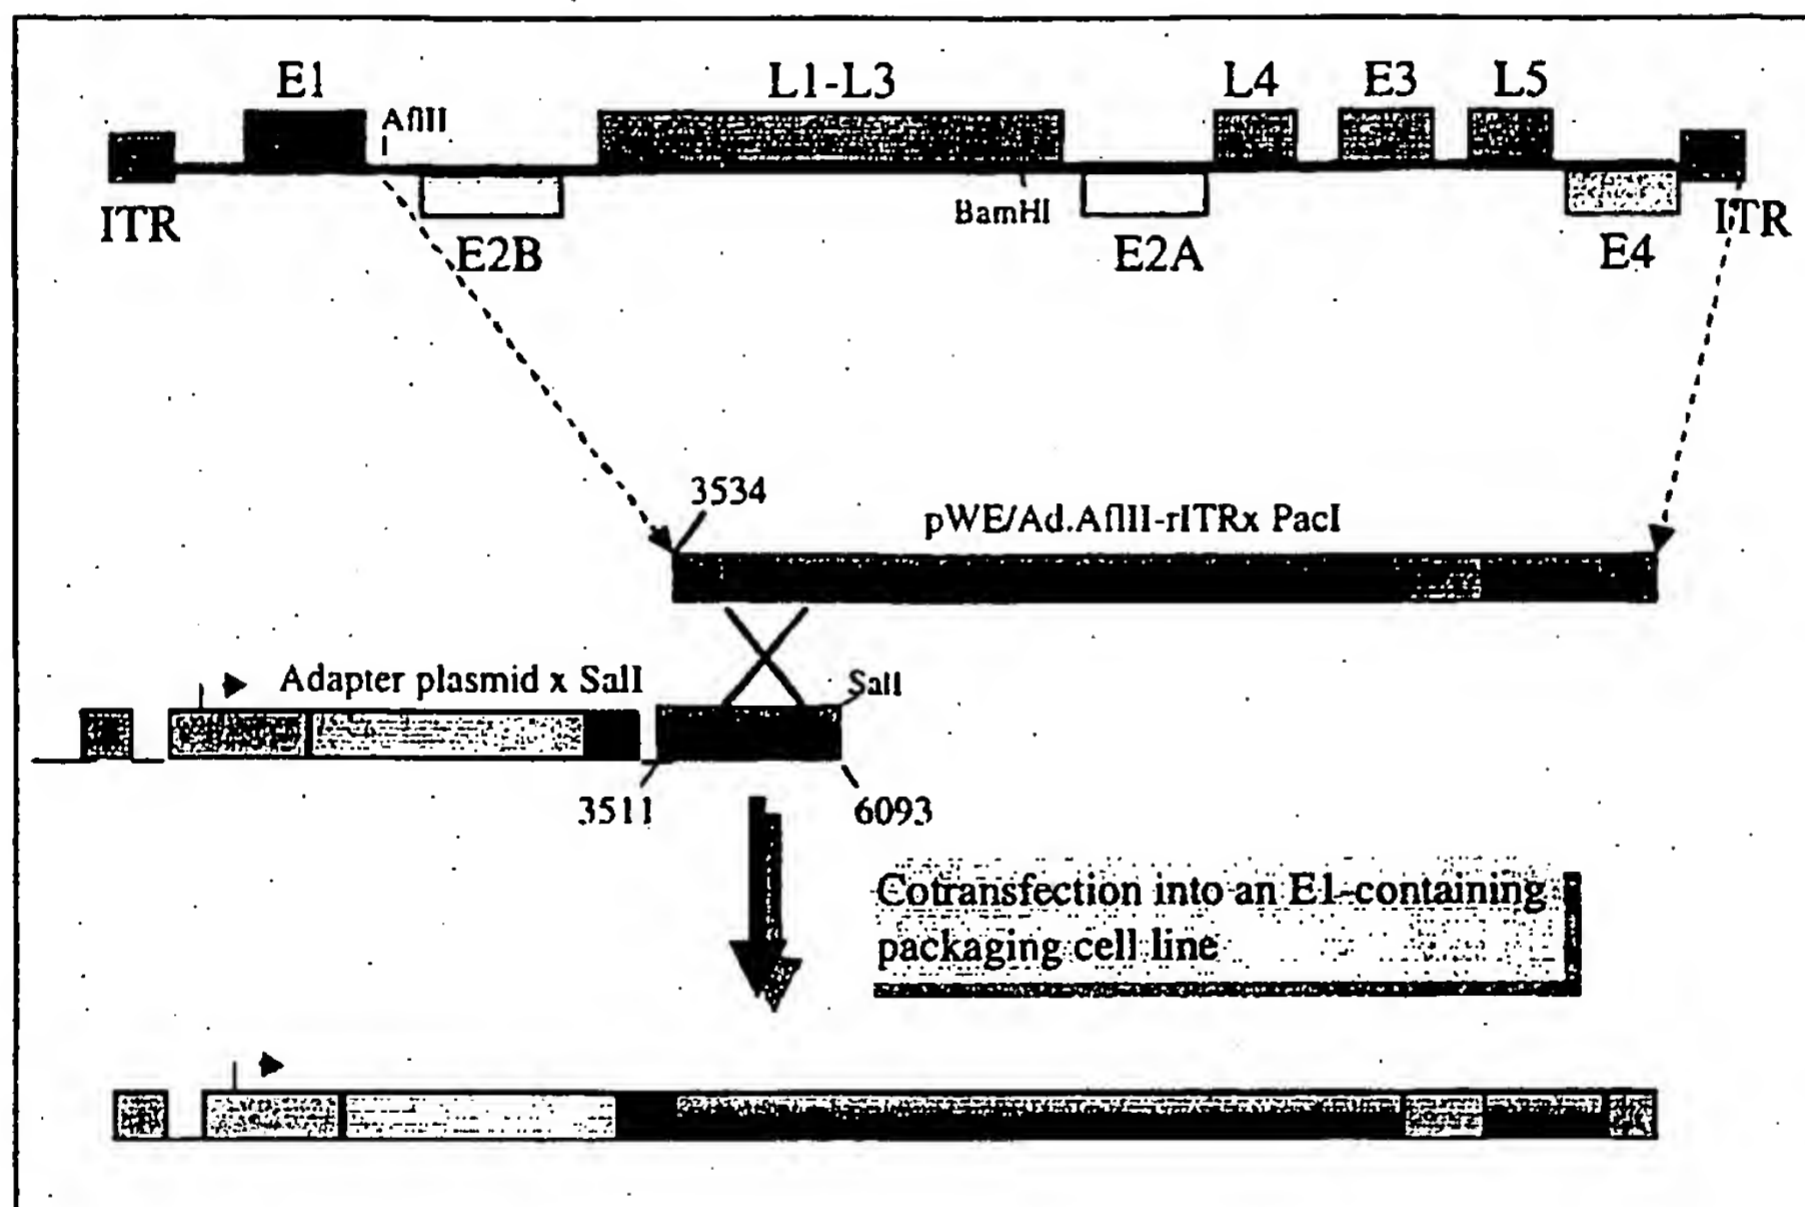 E1
L1-L3
L4
E3
L5
AflII
ITR
BamHI
ITR
E2B
E2A
E4
3534
pWE/Ad.AflII-rITRx PacI
Adapter plasmid x SalI
SalI
3511
6093
Cotransfection into an E1-containing
packaging cell line